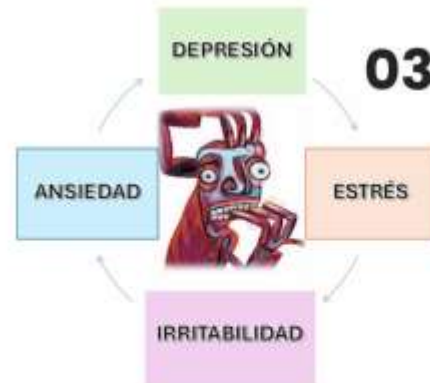 DEPRESIÓN
03
ANSIEDAD
ESTRÉS
IRRITABILIDAD